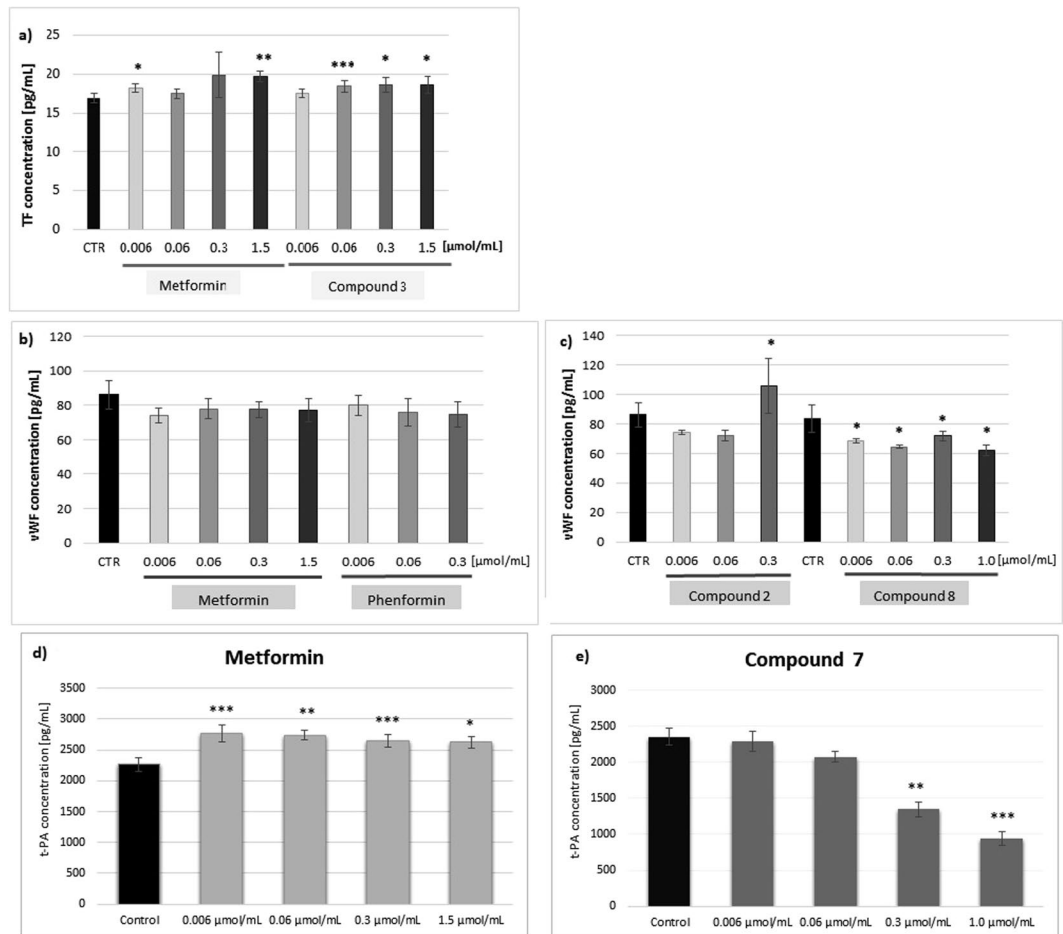 a)
TF concentration [pg/mL]
25
20
15
10
5
0
* ** *** * *
CTR 0.006 0.06 0.3 1.5 0.006 0.06 0.3 1.5 [µmol/mL]
Metformin Compound 3
b)
vWF concentration [pg/mL]
120
100
80
60
40
20
0
CTR 0.006 0.06 0.3 1.5 0.006 0.06 0.3 [µmol/mL]
Metformin Phenformin
c)
vWF concentration [pg/mL]
140
120
100
80
60
40
20
0
* * * * *
CTR 0.006 0.06 0.3 CTR 0.006 0.06 0.3 1.0 [µmol/mL]
Compound 2 Compound 8
d) Metformin
t-PA concentration [pg/mL]
3500
3000
2500
2000
1500
1000
500
0
*** ** *** *
Control 0.006 µmol/mL 0.06 µmol/mL 0.3 µmol/mL 1.5 µmol/mL
e) Compound 7
t-PA concentration [pg/mL]
3000
2500
2000
1500
1000
500
0
** ***
Control 0.006 µmol/mL 0.06 µmol/mL 0.3 µmol/mL 1.0 µmol/mL